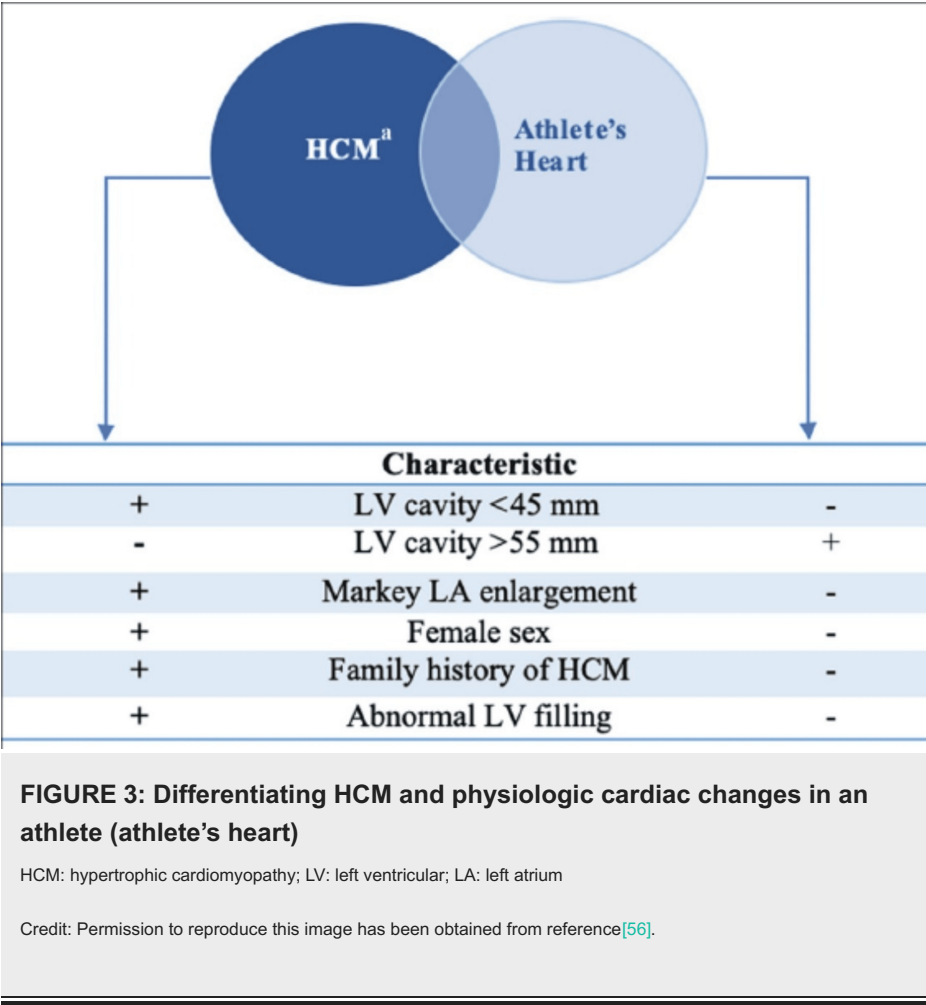 HCMa
Athlete's
Heart
Characteristic
+ LV cavity <45 mm -
- LV cavity >55 mm +
+ Markey LA enlargement -
+ Female sex -
+ Family history of HCM -
+ Abnormal LV filling -
FIGURE 3: Differentiating HCM and physiologic cardiac changes in an
athlete (athlete’s heart)
HCM: hypertrophic cardiomyopathy; LV: left ventricular; LA: left atrium
Credit: Permission to reproduce this image has been obtained from reference[56].